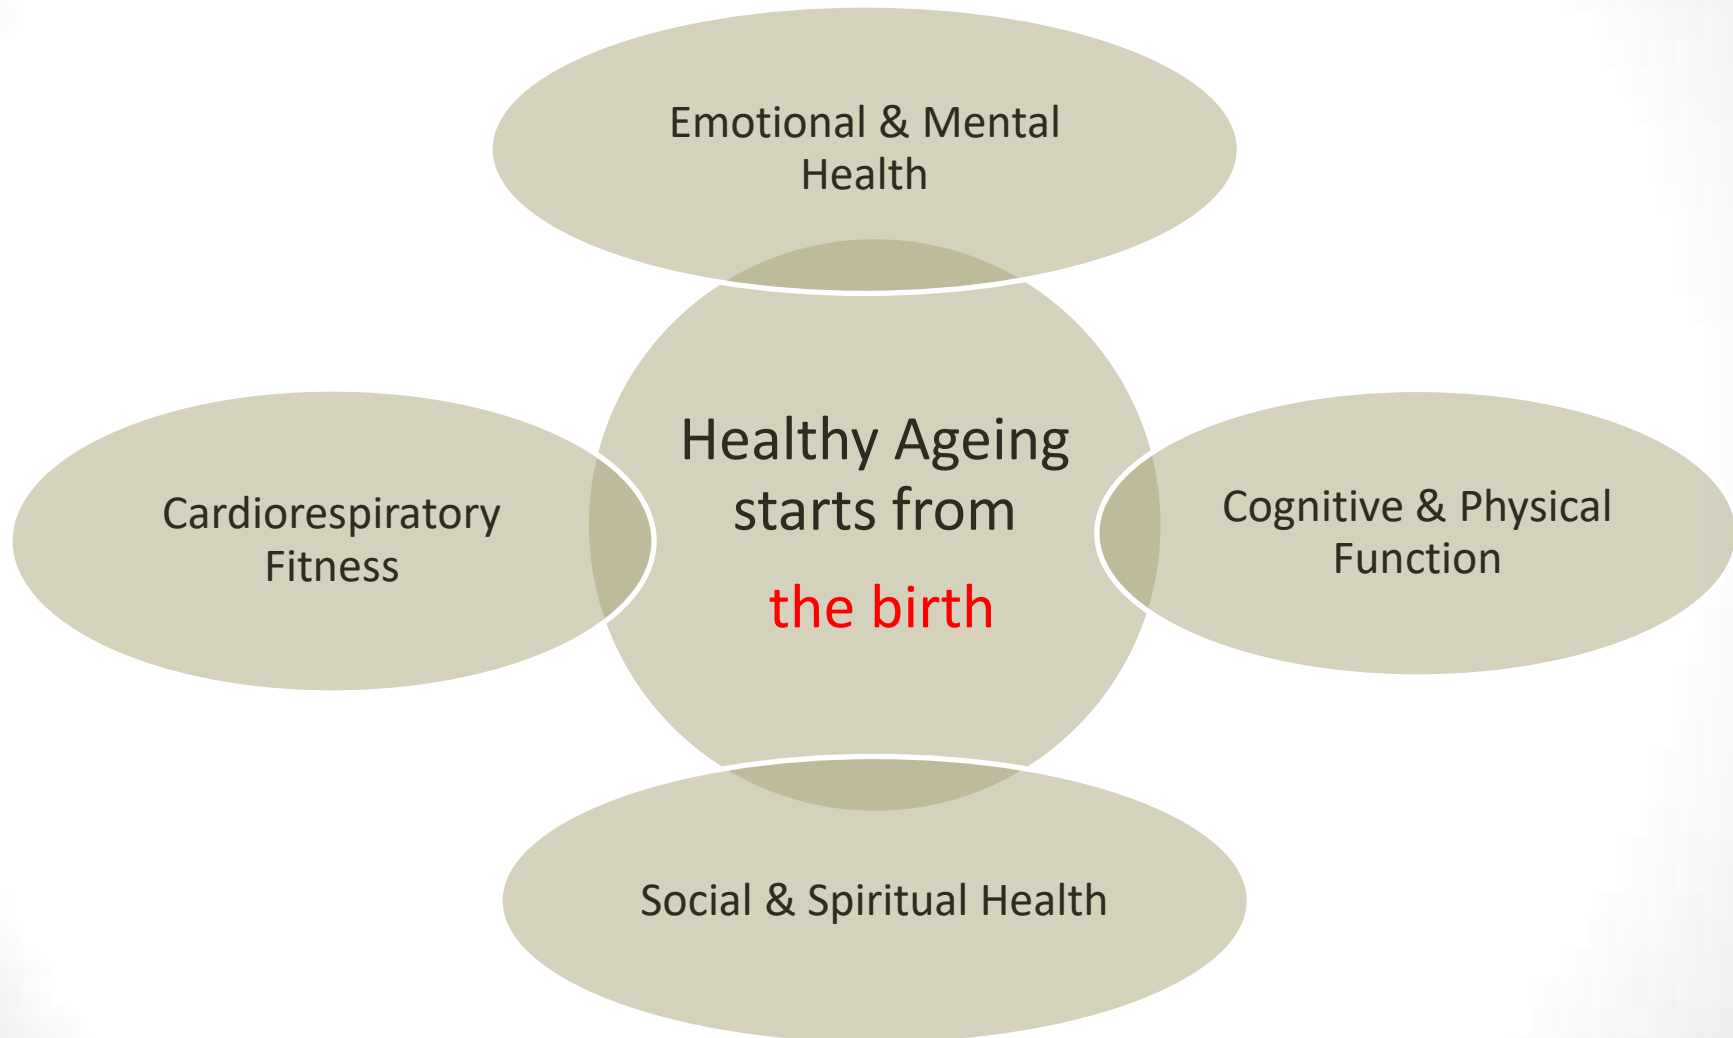 Emotional & Mental
Health
Healthy Ageing
starts from
the birth
Cardiorespiratory
Fitness
Cognitive & Physical
Function
Social & Spiritual Health